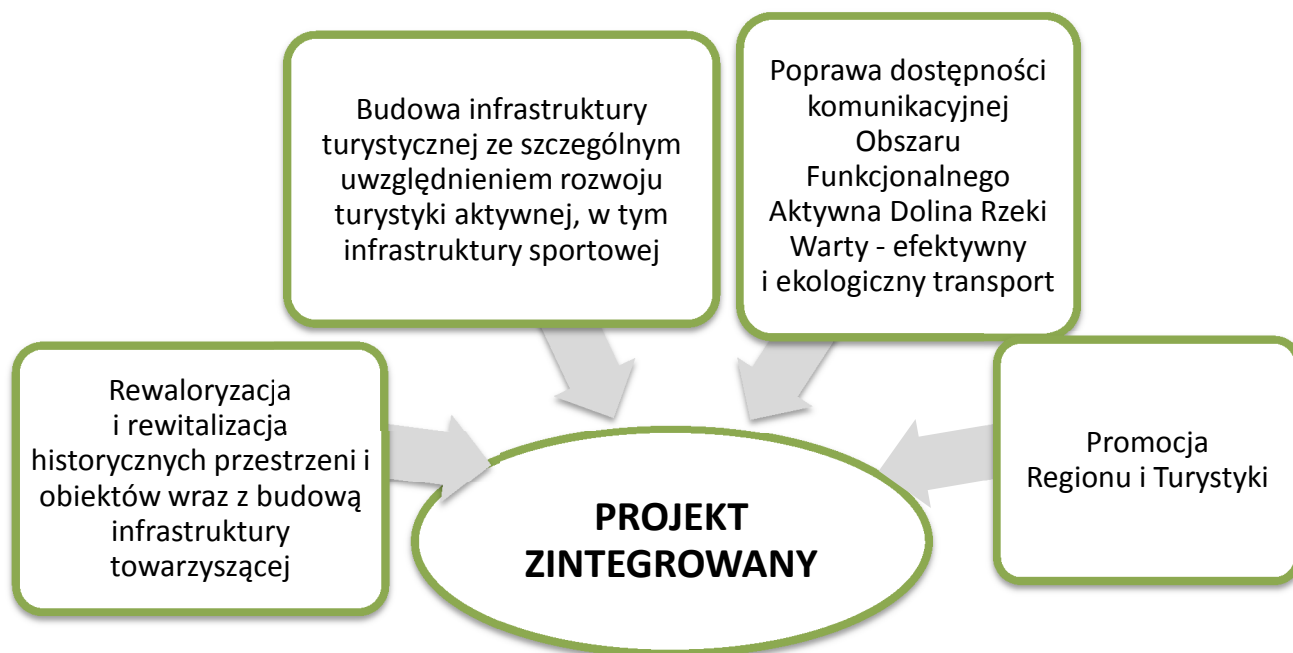 Budowa infrastruktury
turystycznej ze szczególnym
uwzględnieniem rozwoju
turystyki aktywnej, w tym
infrastruktury sportowej
Poprawa dostępności
komunikacyjnej
Obszaru
Funkcjonalnego
Aktywna Dolina Rzeki
Warty - efektywny
i ekologiczny transport
Rewaloryzacja
i rewitalizacja
historycznych przestrzeni i
obiektów wraz z budową
infrastruktury
towarzyszącej
Promocja
Regionu i Turystyki
PROJEKT
ZINTEGROWANY